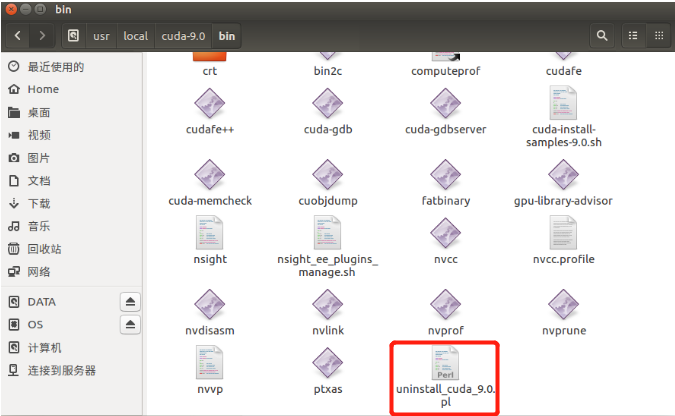 bin
usr
local
cuda-9.0
bin
最近使用的
Home
桌面
视频
图片
文档
下载
音乐
回收站
网络
DATA
OS
计算机
连接到服务器
crt
bin2c
computeprof
cudafe
cudafe++
cuda-gdb
cuda-gdbserver
cuda-install-
samples-9.0.sh
cuda-memcheck
cuobjdump
fatbinary
gpu-library-advisor
nsight
nsight_ee_plugins_
manage.sh
nvcc
nvcc.profile
nvdisasm
nvlink
nvprof
nvprune
nvvp
ptxas
Perl
uninstall_cuda_9.0.
pl